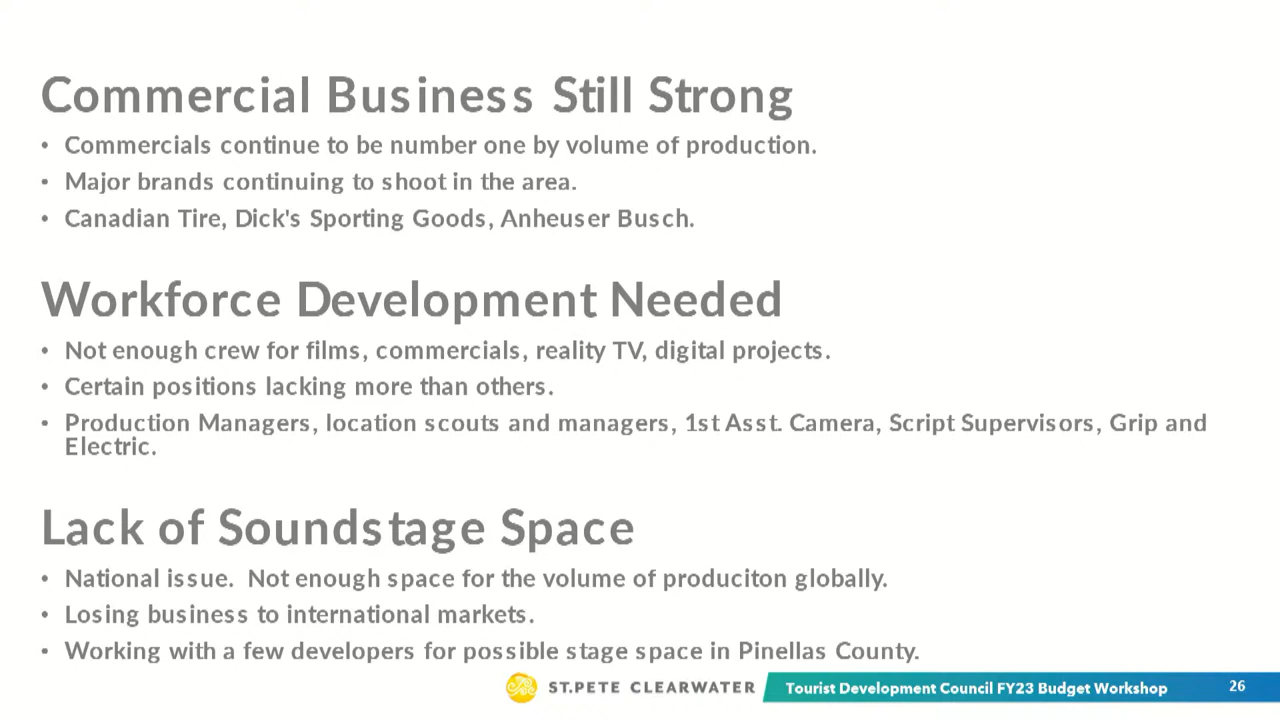 Commercial Business Still Strong
• Commercials continue to be number one by volume of production.
• Major brands continuing to shoot in the area.
• Canadian Tire, Dick's Sporting Goods, Anheuser Busch.
Workforce Development Needed
• Not enough crew for films, commercials, reality TV, digital projects.
• Certain positions lacking more than others.
• Production Managers, location scouts and managers, 1st Asst. Camera, Script Supervisors, Grip and
Electric.
Lack of Soundstage Space
• National issue.  Not enough space for the volume of produciton globally.
• Losing business to international markets.
• Working with a few developers for possible stage space in Pinellas County.
ST.PETE CLEARWATER
Tourist Development Council FY23 Budget Workshop
26